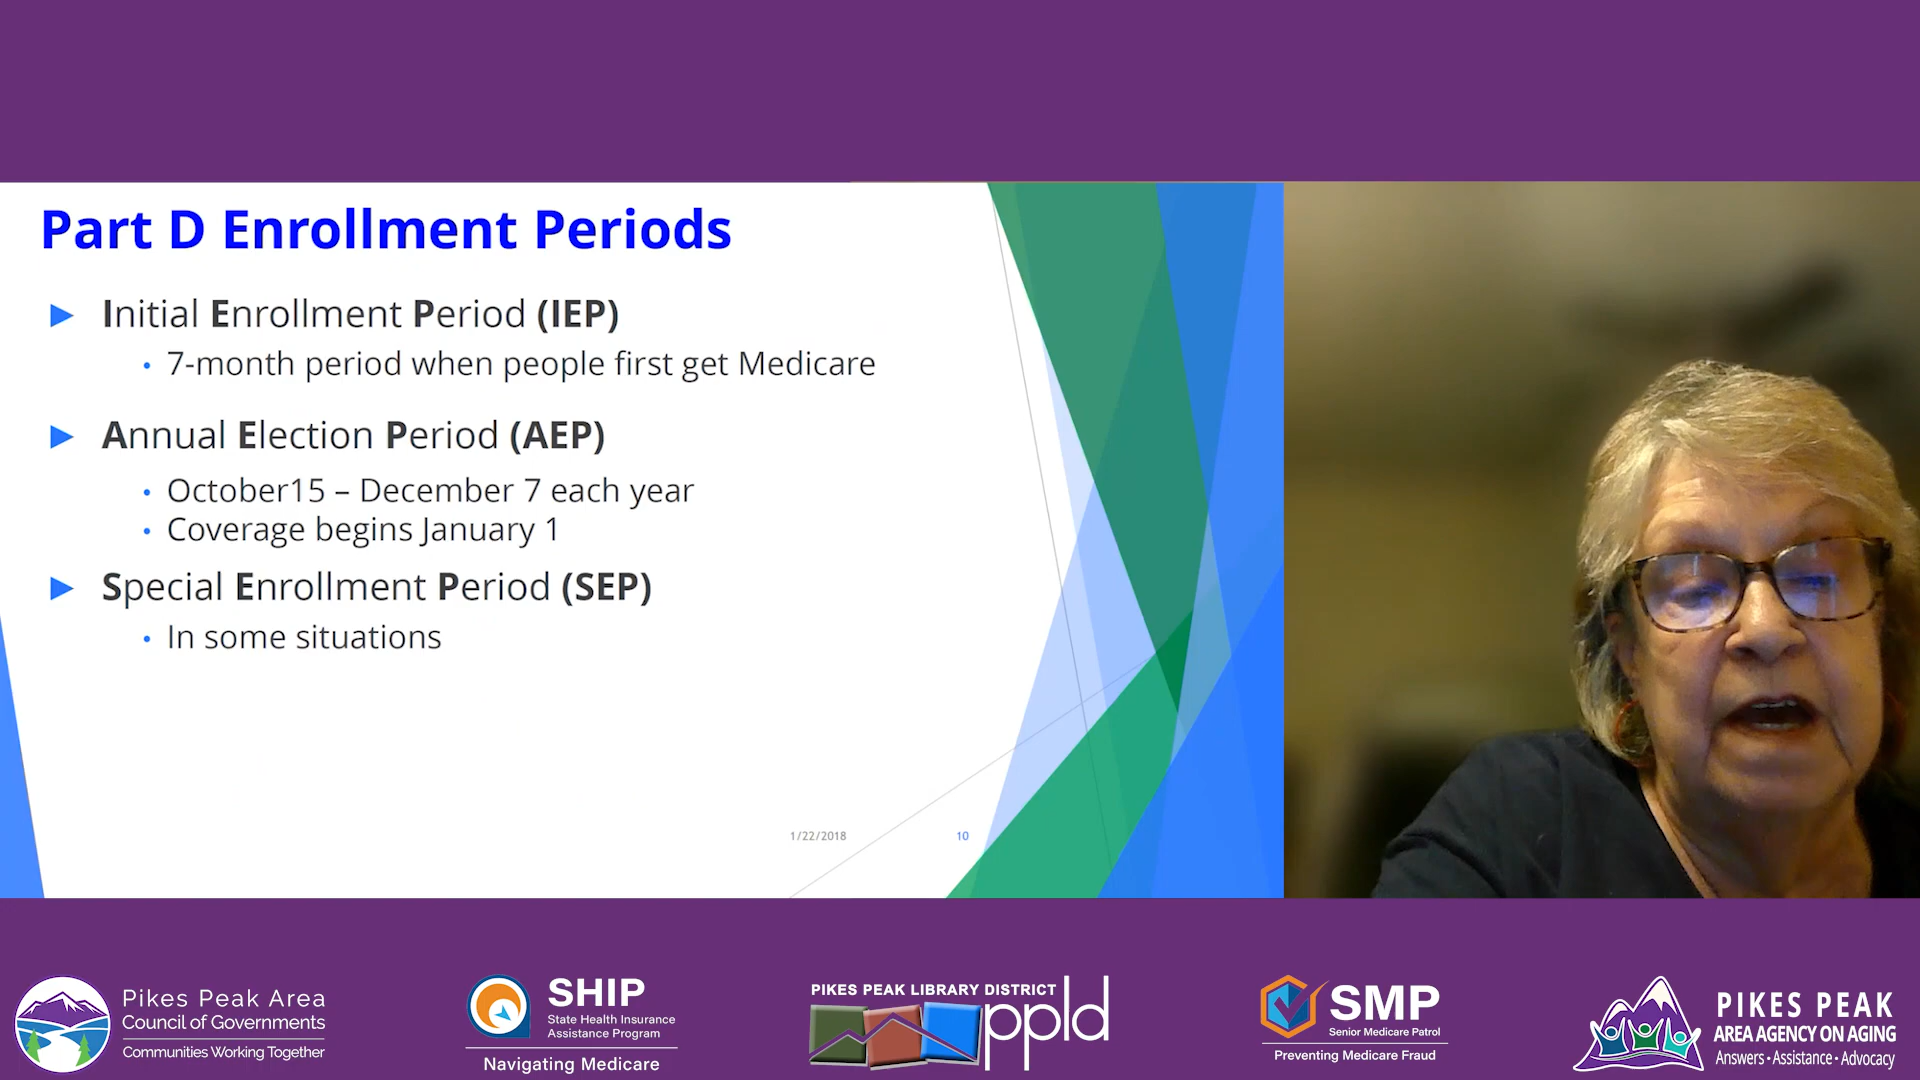 Part D Enrollment Periods
Initial Enrollment Period (IEP)
7-month period when people first get Medicare
Annual Election Period (AEP)
October15 – December 7 each year
Coverage begins January 1
Special Enrollment Period (SEP)
In some situations
1/22/2018
10
Pikes Peak Area
Council of Governments
Communities Working Together
SHIP
State Health Insurance
Assistance Program
Navigating Medicare
PIKES PEAK LIBRARY DISTRICT
ppld
SMP
Senior Medicare Patrol
Preventing Medicare Fraud
PIKES PEAK
AREA AGENCY ON AGING
Answers • Assistance • Advocacy